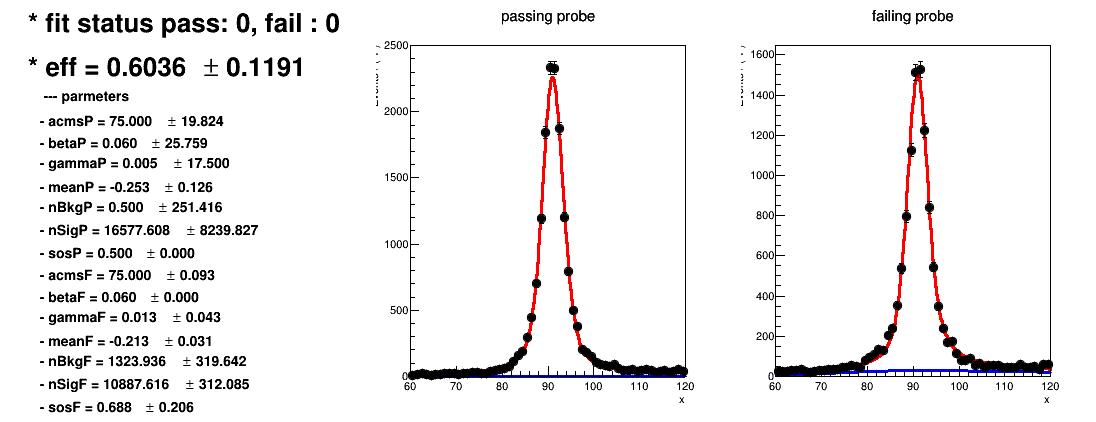 * fit status pass: 0, fail : 0
* eff = 0.6036 ± 0.1191
--- parmeters
- acmsP = 75.000 ± 19.824
- betaP = 0.060 ± 25.759
- gammaP = 0.005 ± 17.500
- meanP = -0.253 ± 0.126
- nBkgP = 0.500 ± 251.416
- nSigP = 16577.608 ± 8239.827
- sosP = 0.500 ± 0.000
- acmsF = 75.000 ± 0.093
- betaF = 0.060 ± 0.000
- gammaF = 0.013 ± 0.043
- meanF = -0.213 ± 0.031
- nBkgF = 1323.936 ± 319.642
- nSigF = 10887.616 ± 312.085
- sosF = 0.688 ± 0.206
passing probe
2500
2000
1500
1000
500
0
60 70 80 90 100 110 120
x
failing probe
1600
1400
1200
1000
800
600
400
200
0
60 70 80 90 100 110 120
x